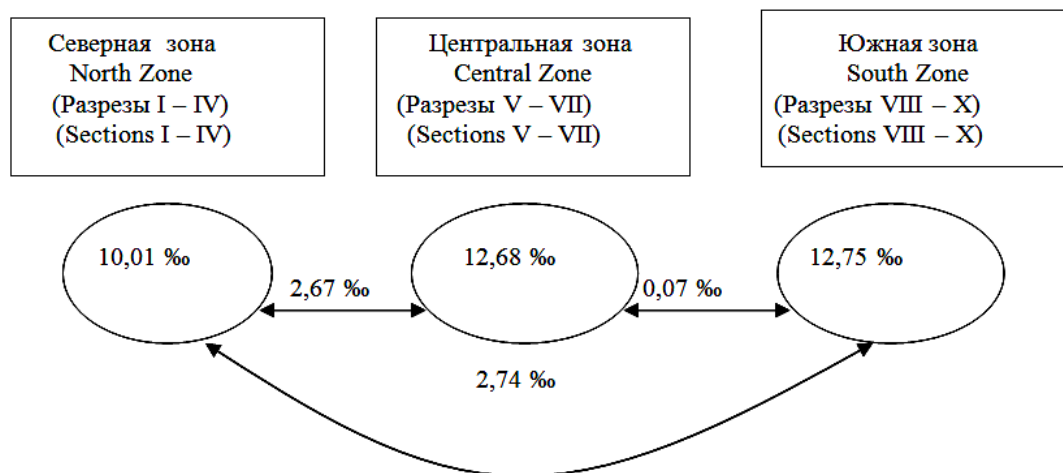 Северная зона
North Zone
(Разрезы I – IV)
(Sections I – IV)
Центральная зона
Central Zone
(Разрезы V – VII)
(Sections V – VII)
Южная зона
South Zone
(Разрезы VIII – X)
(Sections VIII – X)
10,01 ‰
2,67 ‰
12,68 ‰
0,07 ‰
12,75 ‰
2,74 ‰